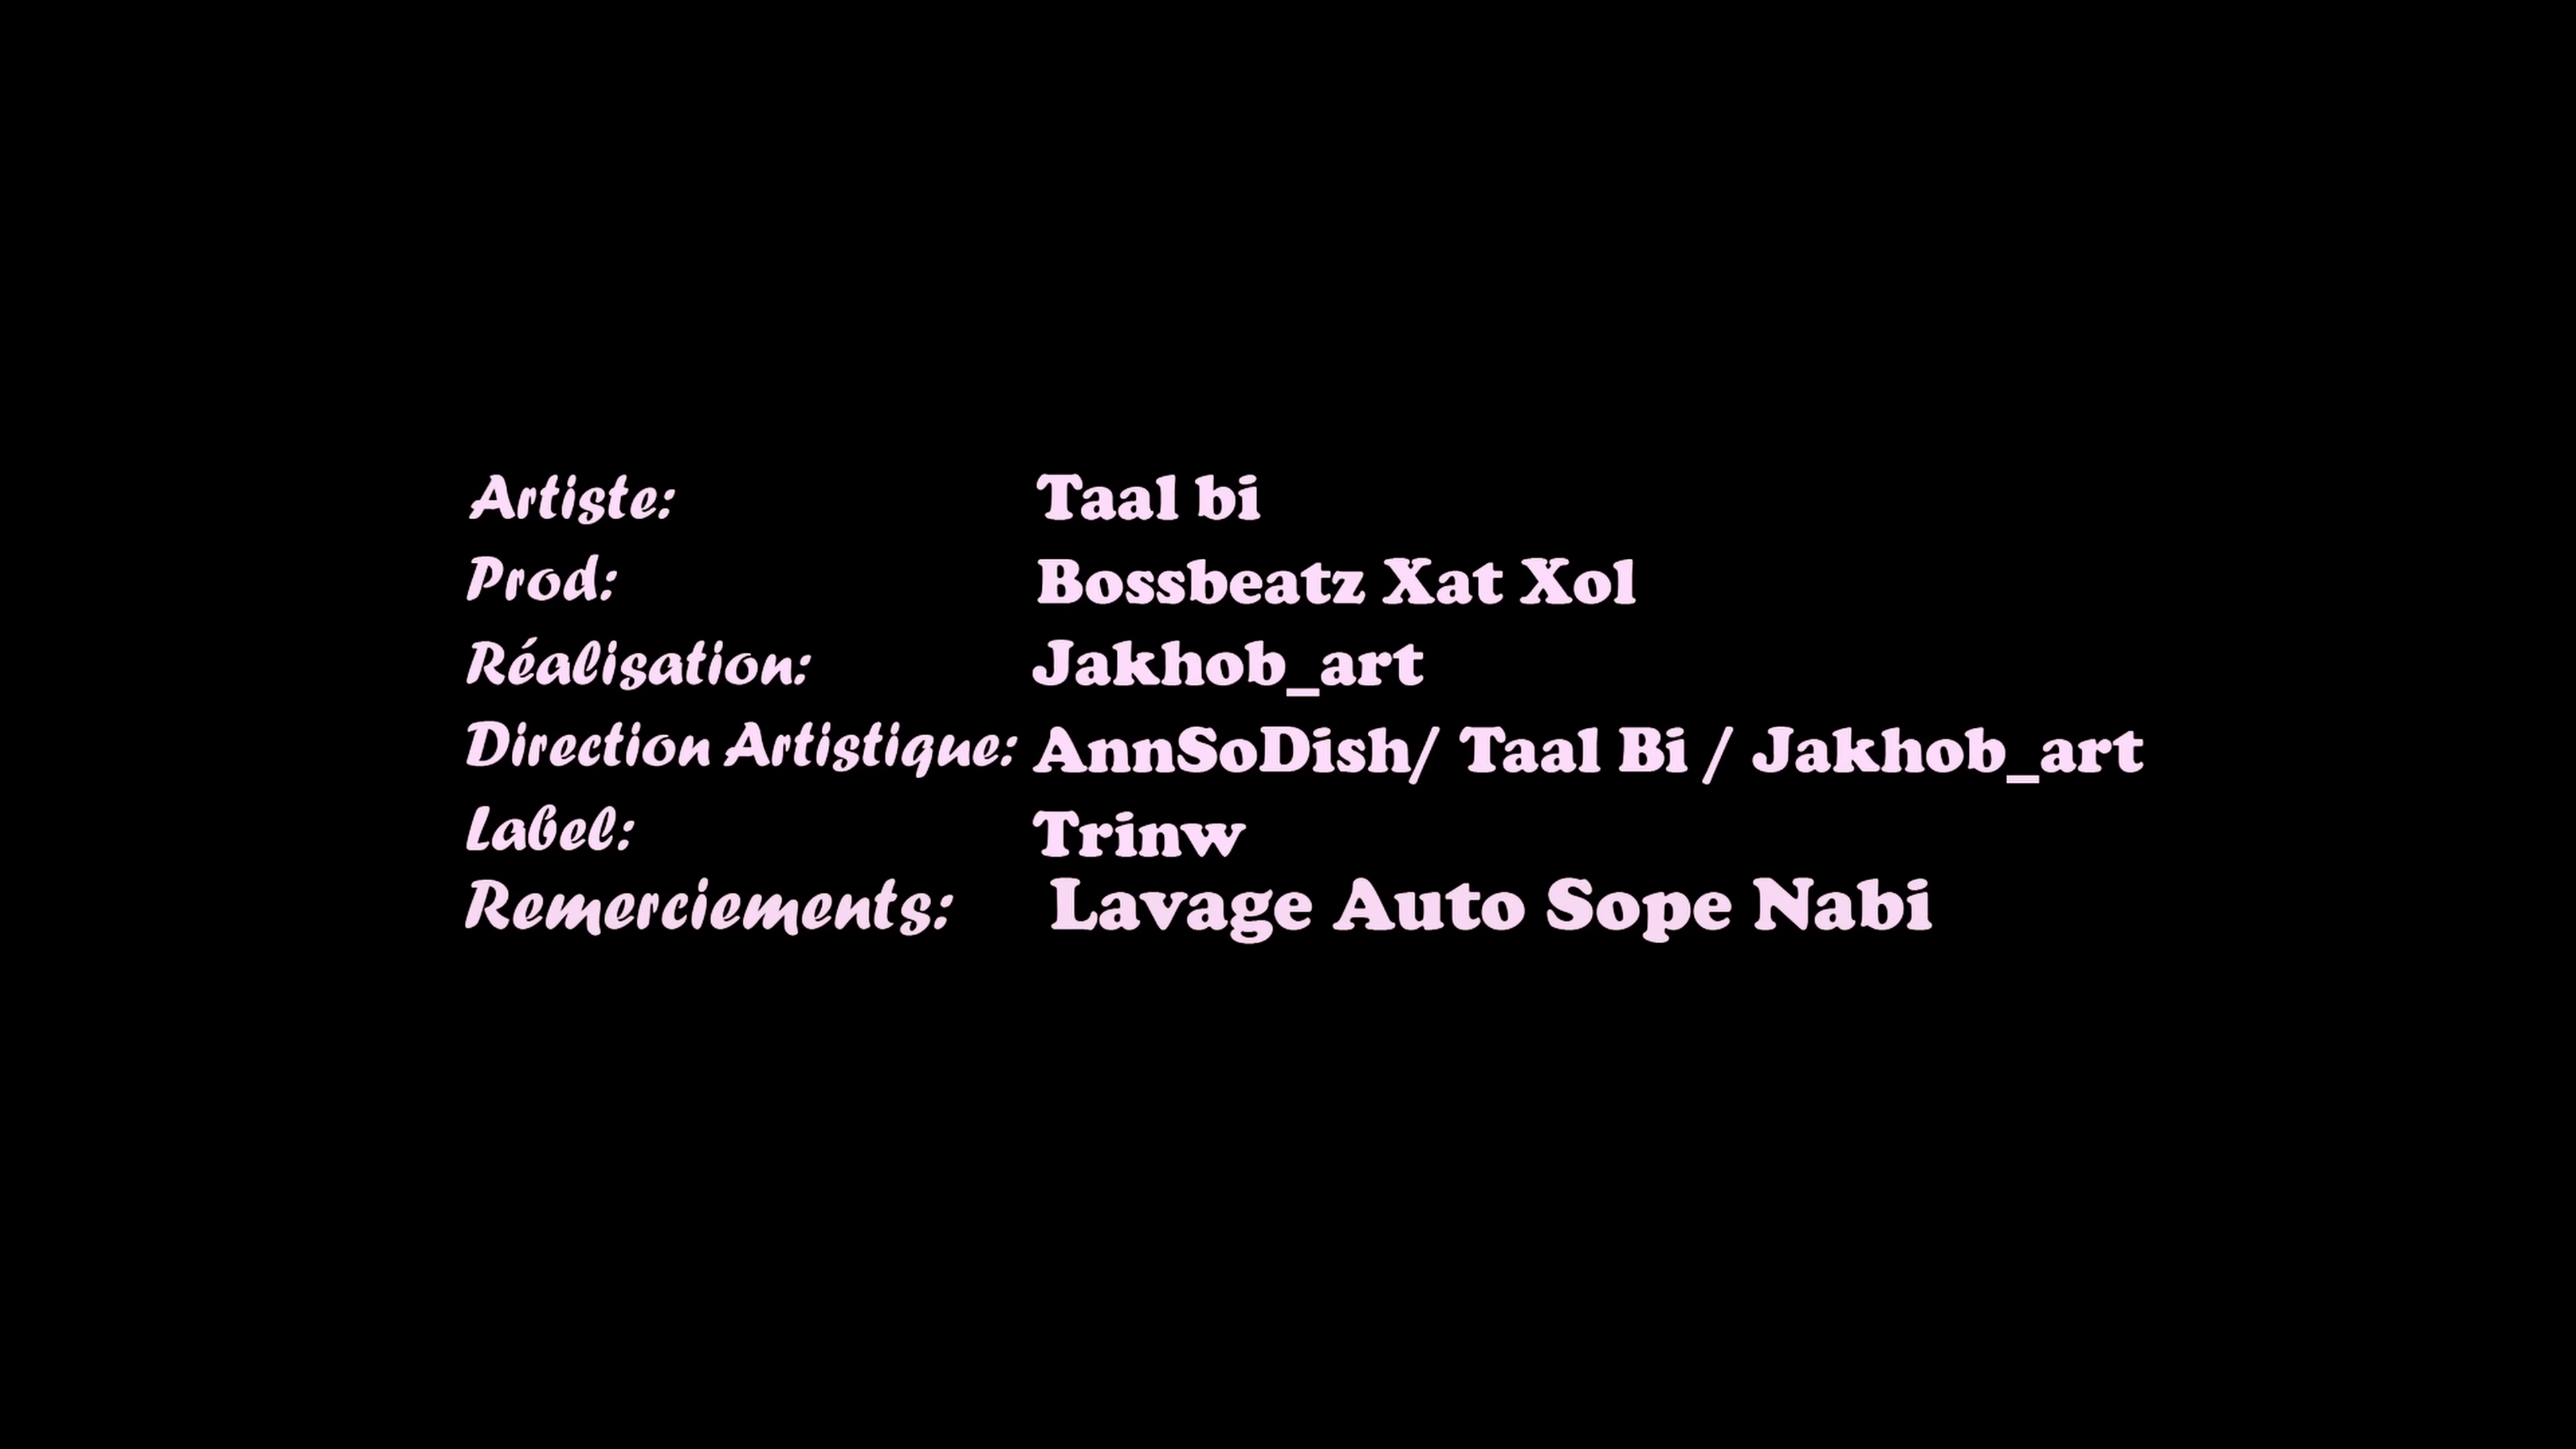 Artiste: Taal bi
Prod: Bossbeatz Xat Xol
Réalisation: Jakhob_art
Direction Artistique: AnnSoDish/ Taal Bi / Jakhob_art
Label: Trinw
Remerciements: Lavage Auto Sope Nabi